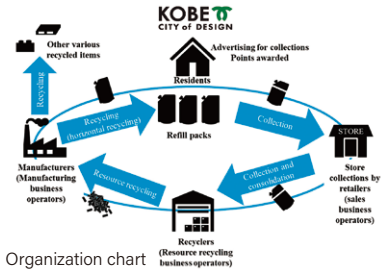 KOBE
CITY of DESIGN
Other various
recycled items
Advertising for collections
Points awarded
Residents
Recycling
Recycling
(horizontal recycling)
Refill packs
Collection
STORE
Manufacturers
(Manufacturing
business
operators)
Resource recycling
Collection and
consolidation
Store
collections by
retailers
(sales
business
operators)
Recyclers
(Resource recycling
business operators)
Organization chart